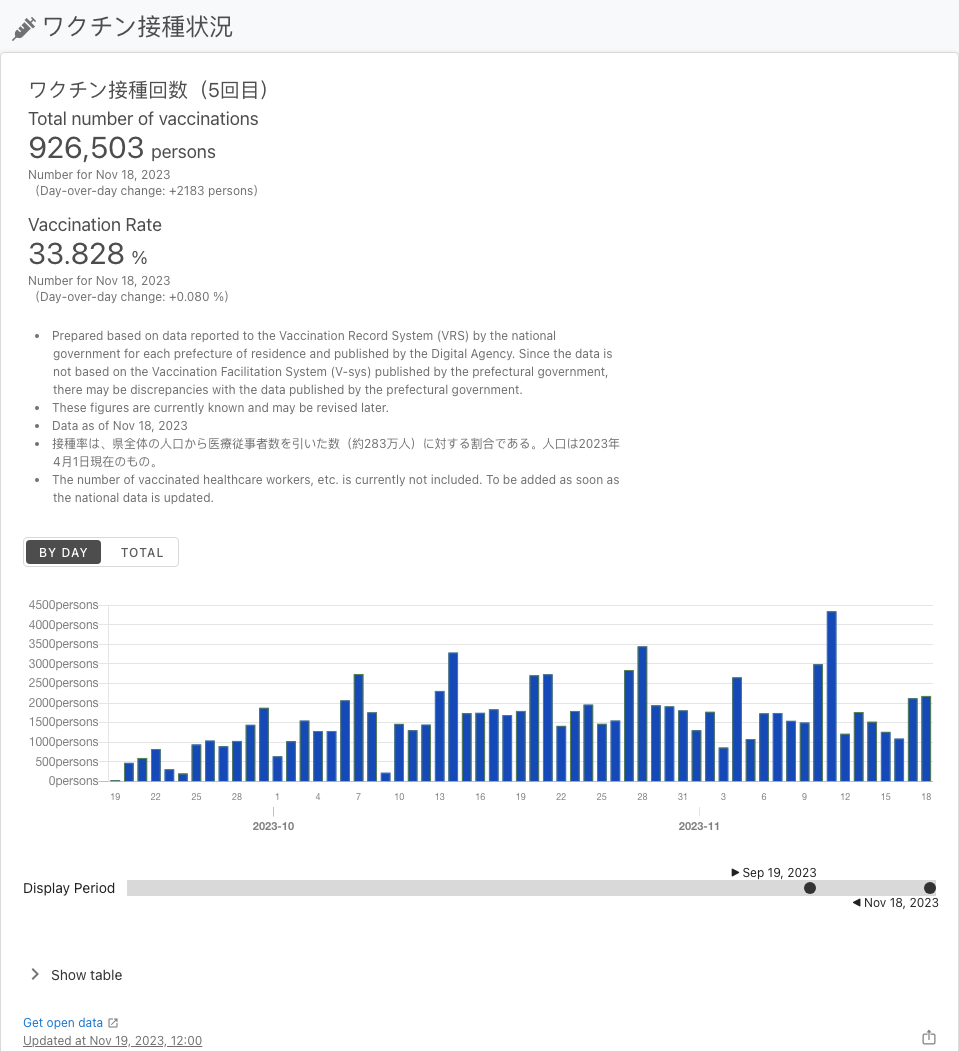 ワクチン接種状況
ワクチン接種回数（5回目）
Total number of vaccinations
926,503 persons
Number for Nov 18, 2023
（Day-over-day change: +2183 persons）
Vaccination Rate
33.828 %
Number for Nov 18, 2023
（Day-over-day change: +0.080 %）
• Prepared based on data reported to the Vaccination Record System (VRS) by the national
government for each prefecture of residence and published by the Digital Agency. Since the data is
not based on the Vaccination Facilitation System (V-sys) published by the prefectural government,
there may be discrepancies with the data published by the prefectural government.
• These figures are currently known and may be revised later.
• Data as of Nov 18, 2023
• 接種率は、県全体の人口から医療従事者数を引いた数（約283万人）に対する割合である。人口は2023年
4月1日現在のもの。
• The number of vaccinated healthcare workers, etc. is currently not included. To be added as soon as
the national data is updated.
BY DAY TOTAL
4500persons
4000persons
3500persons
3000persons
2500persons
2000persons
1500persons
1000persons
500persons
0persons
19 22 25 28 1 4 7 10 13 16 19 22 25 28 31 3 6 9 12 15 18
2023-10 2023-11
Sep 19, 2023
Display Period
Nov 18, 2023
Show table
Get open data
Updated at Nov 19, 2023, 12:00